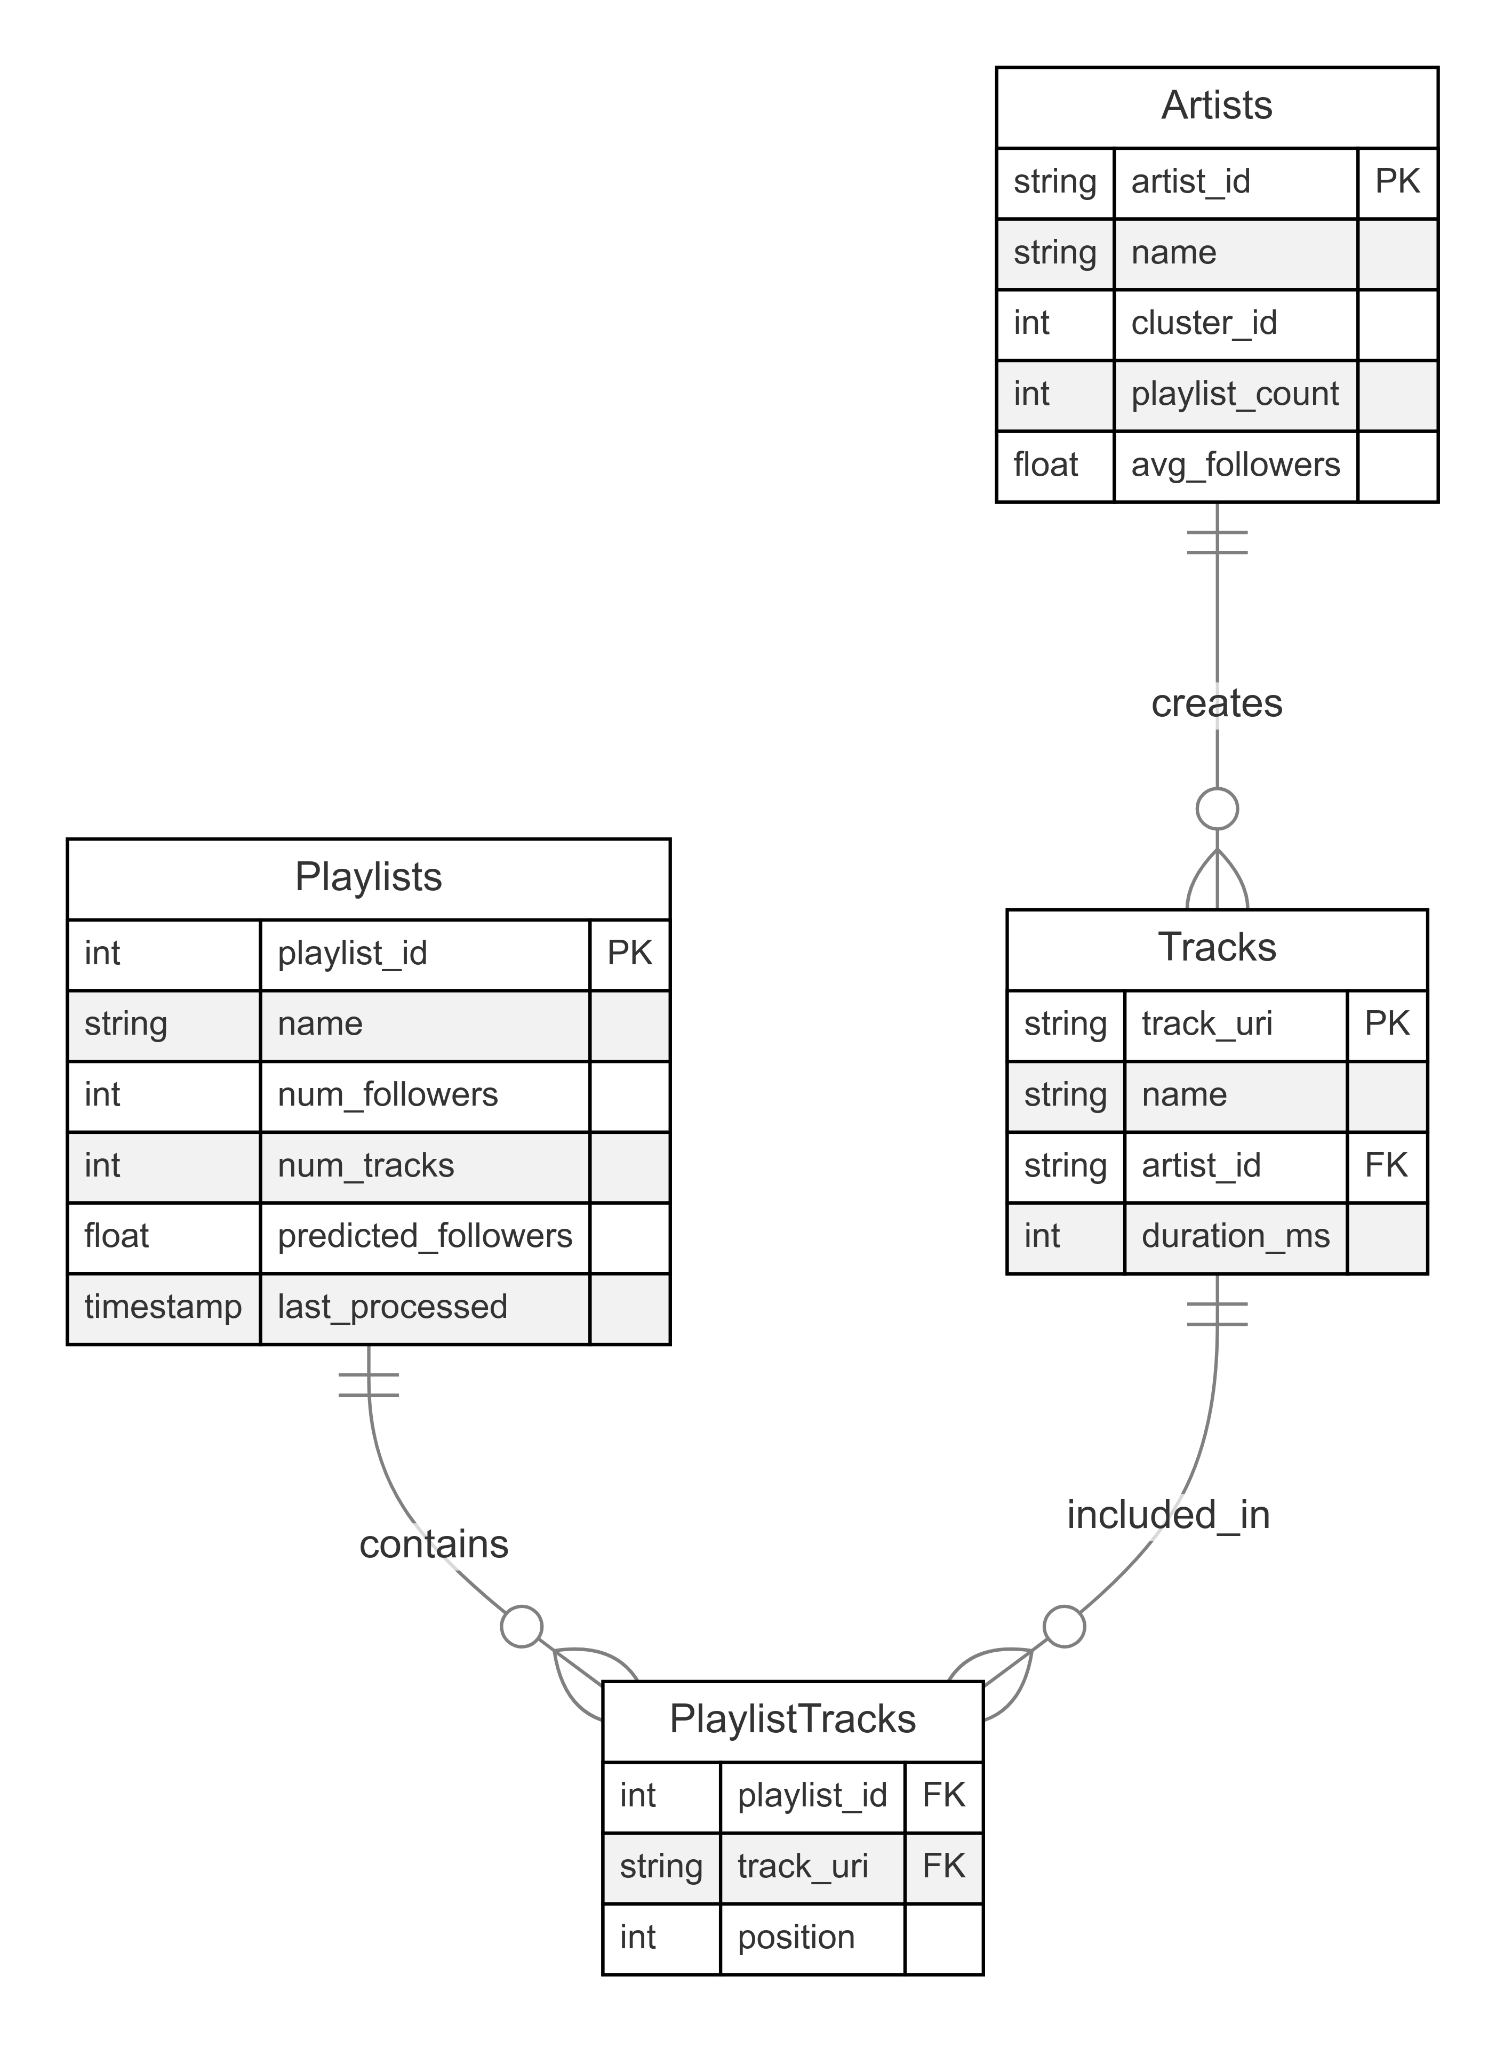 Artists
string artist_id PK
string name
int cluster_id
int playlist_count
float avg_followers
creates
Playlists
int playlist_id PK
string name
int num_followers
int num_tracks
float predicted_followers
timestamp last_processed
Tracks
string track_uri PK
string name
string artist_id FK
int duration_ms
contains
included_in
PlaylistTracks
int playlist_id FK
string track_uri FK
int position